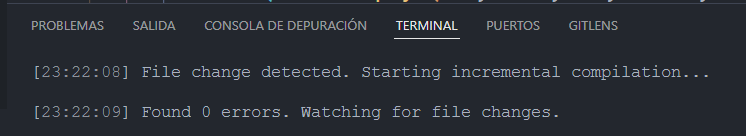 PROBLEMAS SALIDA CONSOLA DE DEPURACIÓN TERMINAL PUERTOS GITLENS
[23:22:08] File change detected. Starting incremental compilation...
[23:22:09] Found 0 errors. Watching for file changes.